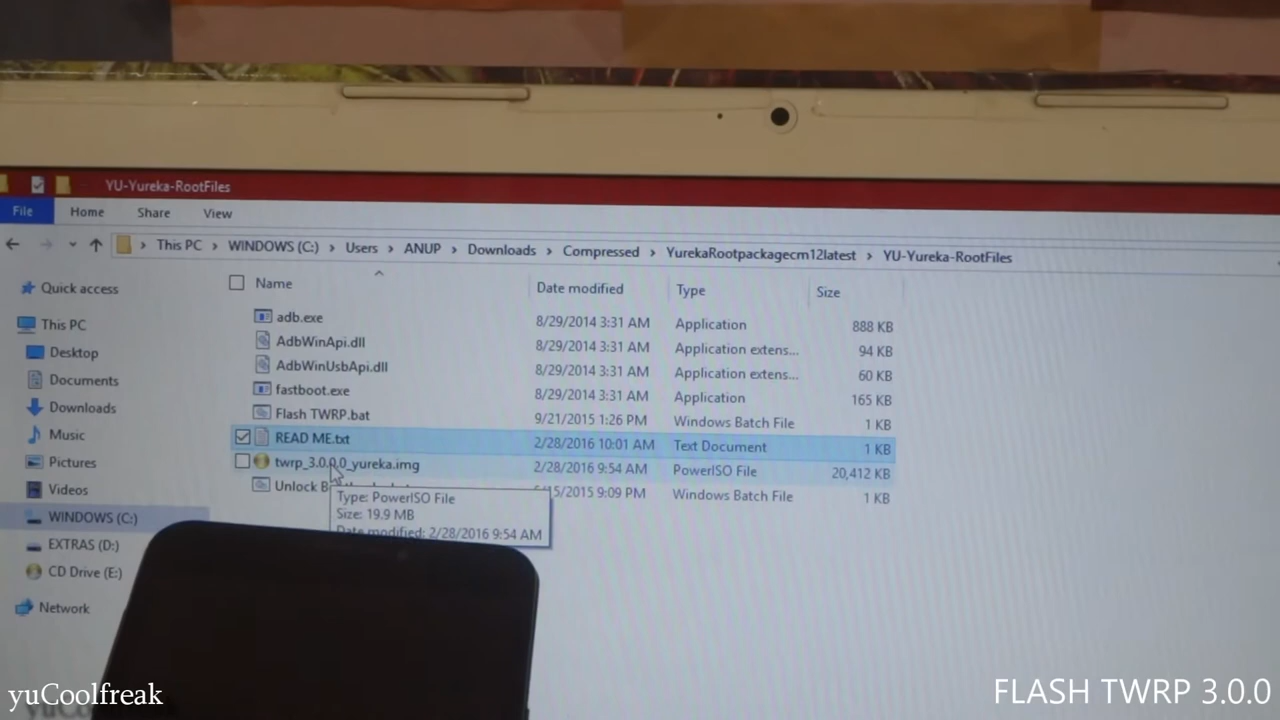 YU-Yureka-RootFiles
File Home Share View
This PC > WINDOWS (C:) > Users > ANUP > Downloads > Compressed > YurekaRootpackagecm12latest > YU-Yureka-RootFiles
Name Date modified Type Size
Quick access
This PC
Desktop
Documents
Downloads
Music
Pictures
Videos
WINDOWS (C:)
EXTRAS (D:)
CD Drive (E:)
Network
adb.exe 8/29/2014 3:31 AM Application 888 KB
AdbWinApi.dll 8/29/2014 3:31 AM Application extens... 94 KB
AdbWinUsbApi.dll 8/29/2014 3:31 AM Application extens... 60 KB
fastboot.exe 8/29/2014 3:31 AM Application 165 KB
Flash TWRP.bat 9/21/2015 1:26 PM Windows Batch File 1 KB
READ ME.txt 2/28/2016 10:01 AM Text Document 1 KB
twrp_3.0.0.0_yureka.img 2/28/2016 9:54 AM PowerISO File 20,412 KB
Unlock 9:09 PM Windows Batch File 1 KB
Type: PowerISO File
Size: 19.9 MB
Date modified: 2/28/2016 9:54 AM
yuCoolfreak
FLASH TWRP 3.0.0